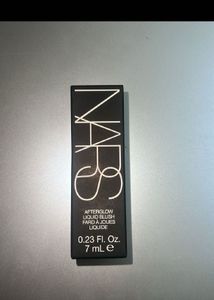 NARS
AFTERGLOW
LIQUID BLUSH
FARD À JOUES
LIQUIDE
0.23 Fl. Oz.
7 mL ℮